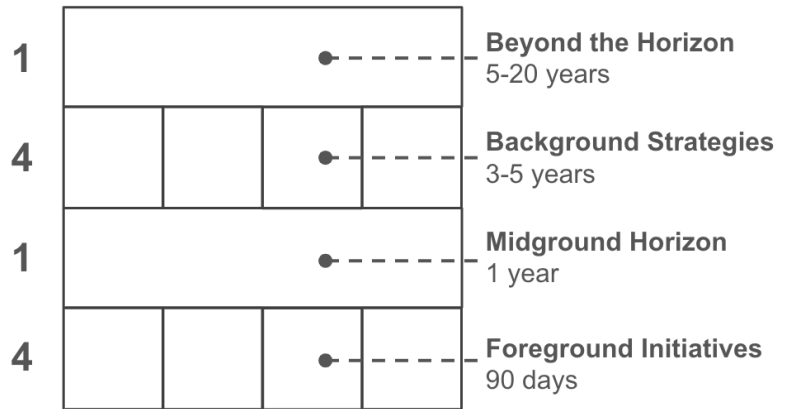 1
Beyond the Horizon
5-20 years
4
Background Strategies
3-5 years
1
Midground Horizon
1 year
4
Foreground Initiatives
90 days